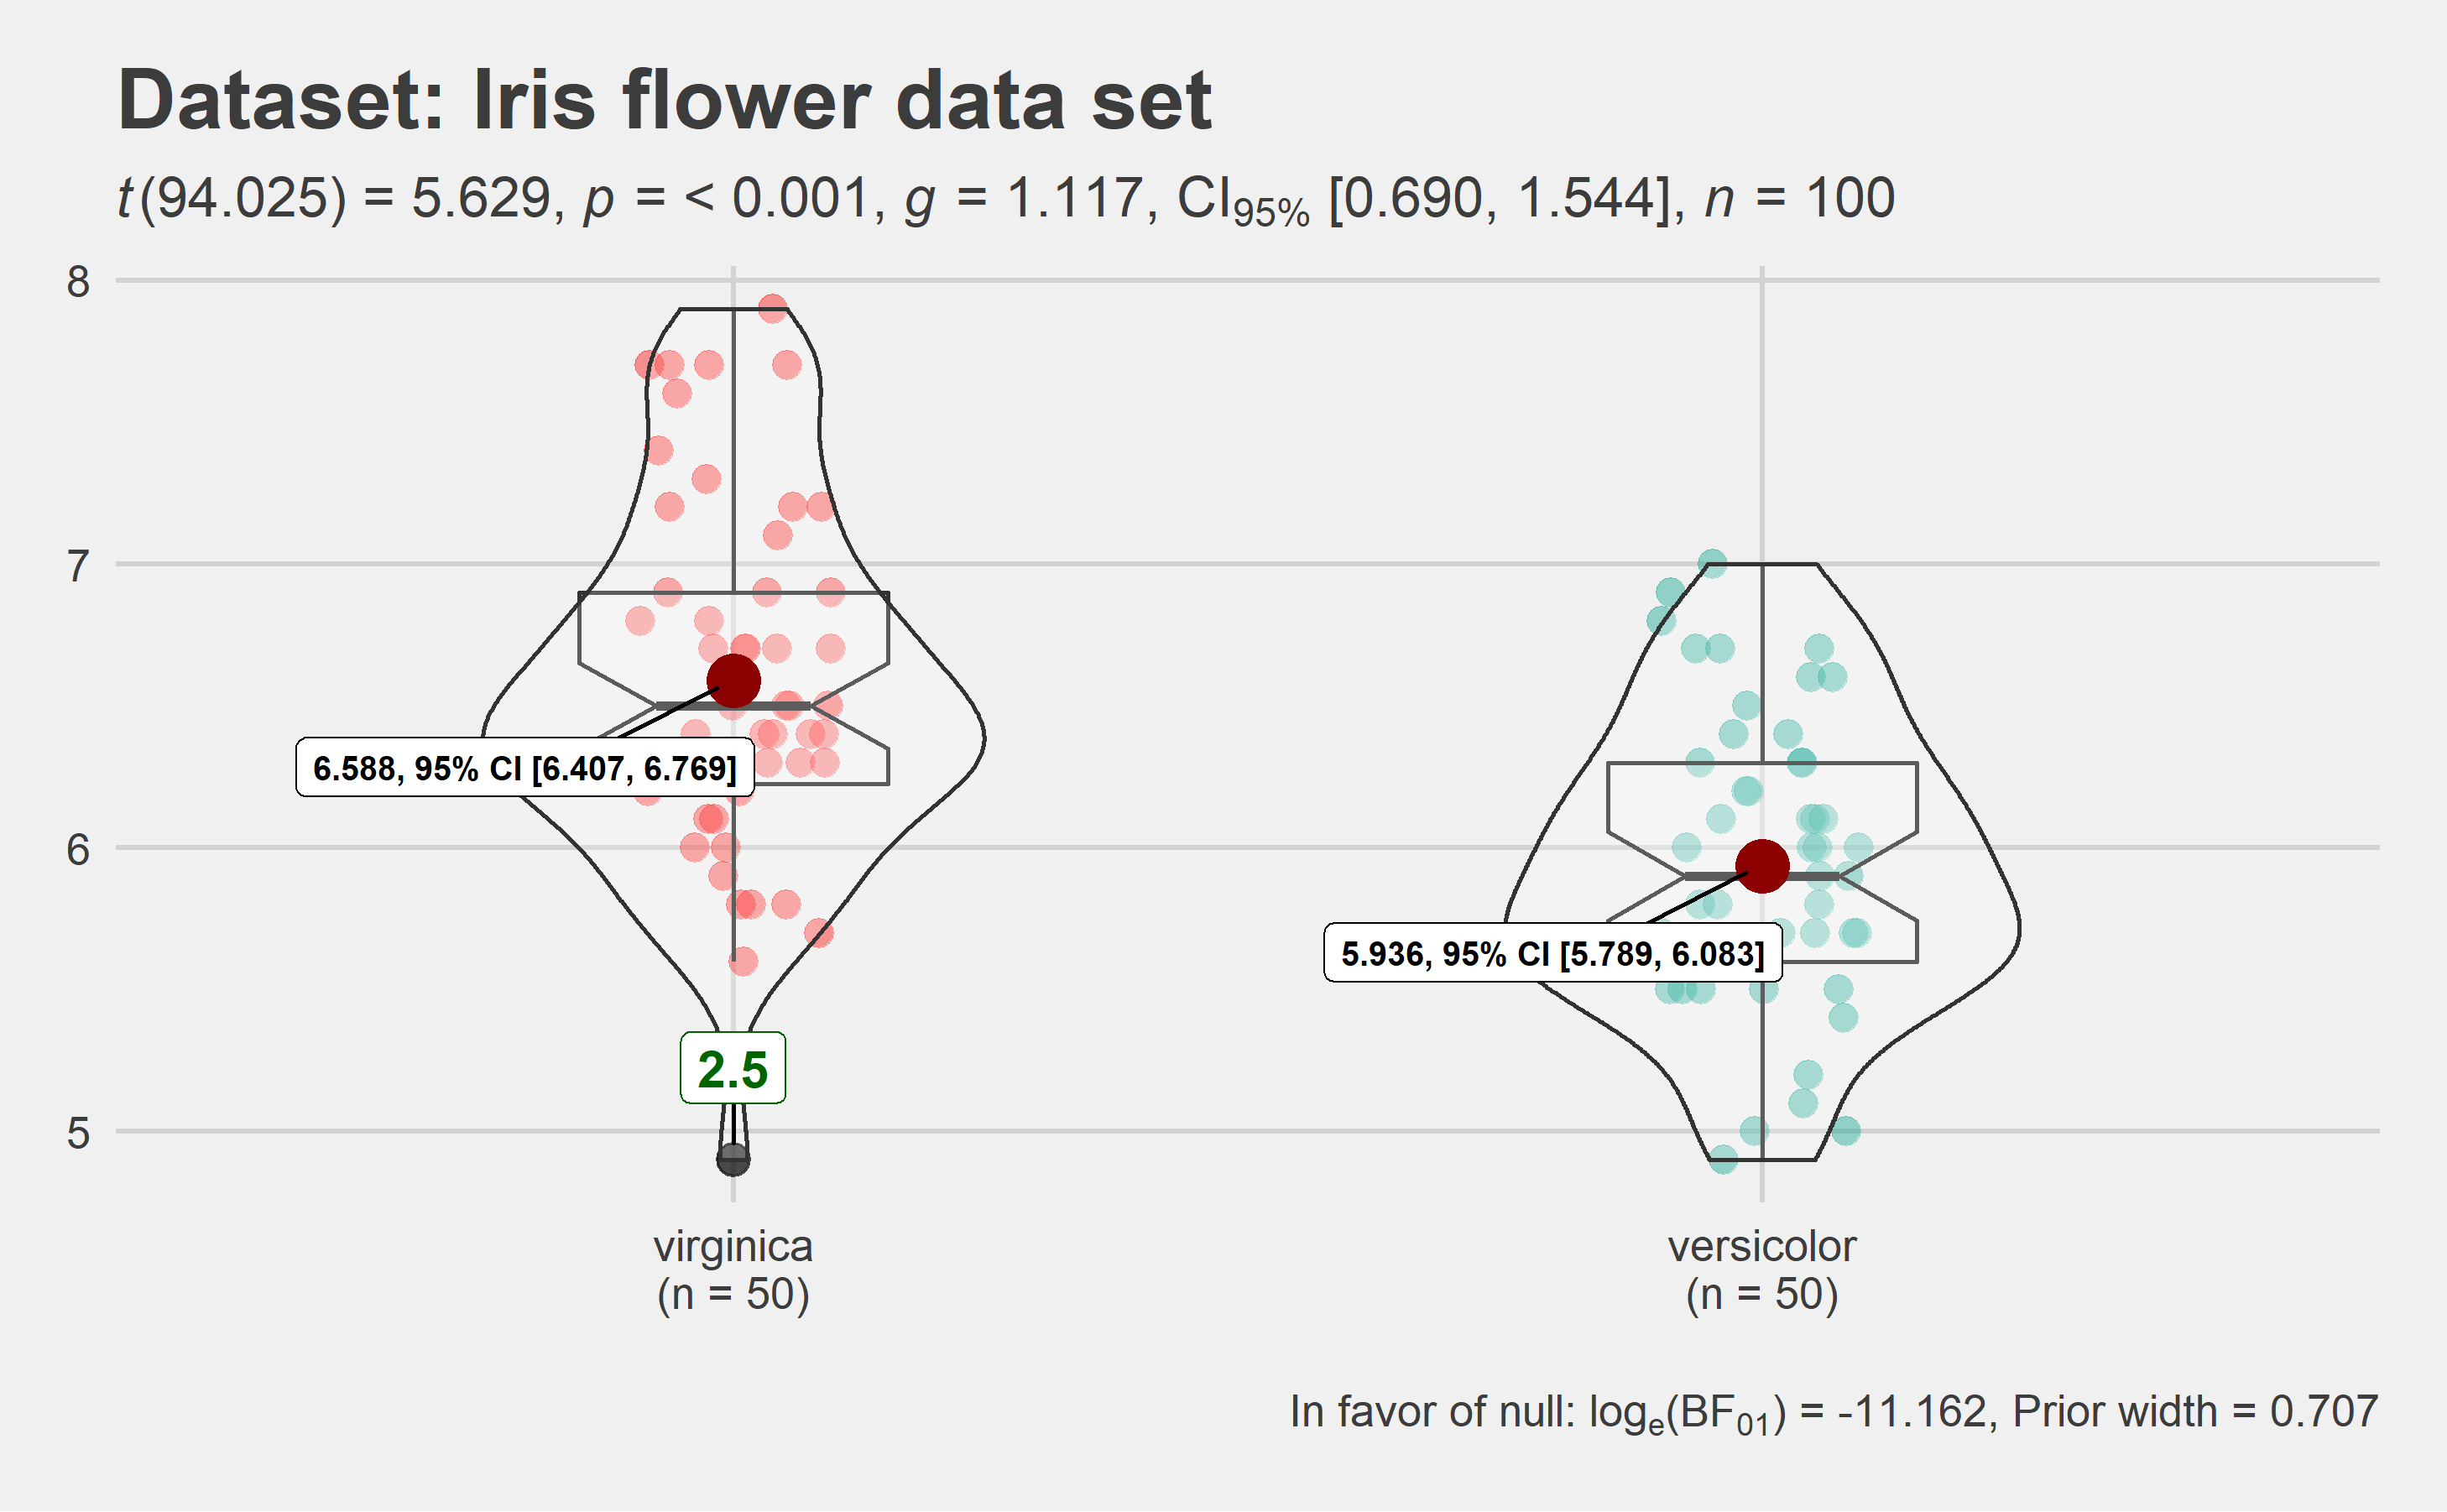 Dataset: Iris flower data set
t(94.025) = 5.629, p = < 0.001, g = 1.117, CI95% [0.690, 1.544], n = 100
8
7
6
5
6.588, 95% CI [6.407, 6.769]
5.936, 95% CI [5.789, 6.083]
2.5
virginica
(n = 50)
versicolor
(n = 50)
In favor of null: loge(BF01) = -11.162, Prior width = 0.707